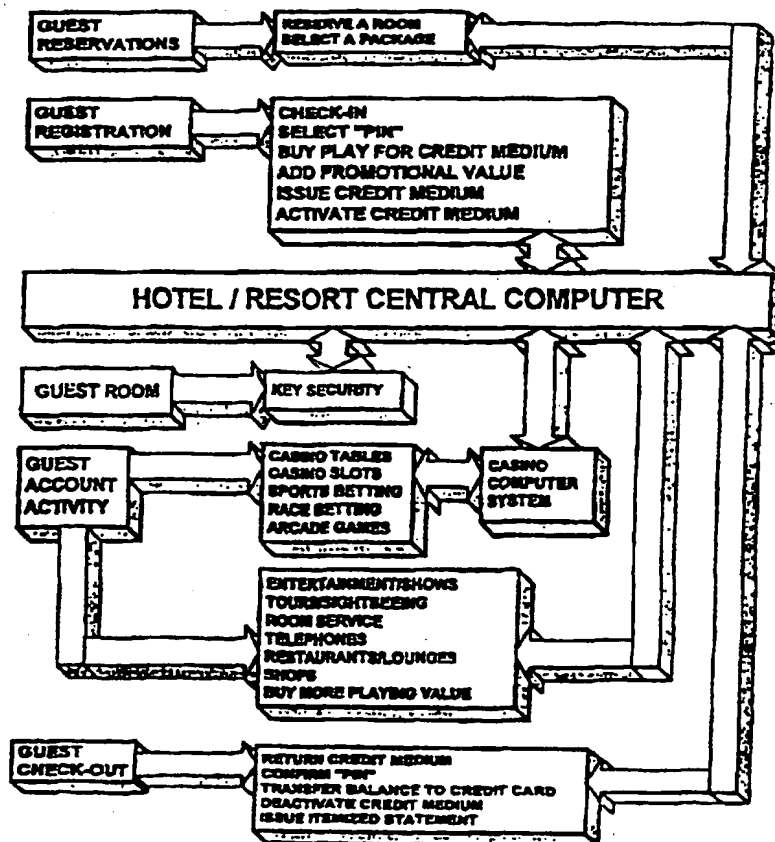 GUEST
RESERVATIONS
RESERVE A ROOM
SELECT A PACKAGE
GUEST
REGISTRATION
CHECK-IN
SELECT "PIN"
BUY PLAY FOR CREDIT MEDIUM
ADD PROMOTIONAL VALUE
ISSUE CREDIT MEDIUM
ACTIVATE CREDIT MEDIUM
HOTEL / RESORT CENTRAL COMPUTER
GUEST ROOM
KEY SECURITY
GUEST
ACCOUNT
ACTIVITY
CASINO TABLES
CASINO SLOTS
SPORTS BETTING
RACE BETTING
ARCADE GAMES
CASINO
COMPUTER
SYSTEM
ENTERTAINMENT/SHOWS
TOURS/SIGHTSEEING
ROOM SERVICE
TELEPHONES
RESTAURANTS/LOUNGES
SHOPS
BUY MORE PLAYING VALUE
GUEST
CHECK-OUT
RETURN CREDIT MEDIUM
CONFIRM "PIN"
TRANSFER BALANCE TO CREDIT CARD
DEACTIVATE CREDIT MEDIUM
ISSUE ITEMIZED STATEMENT